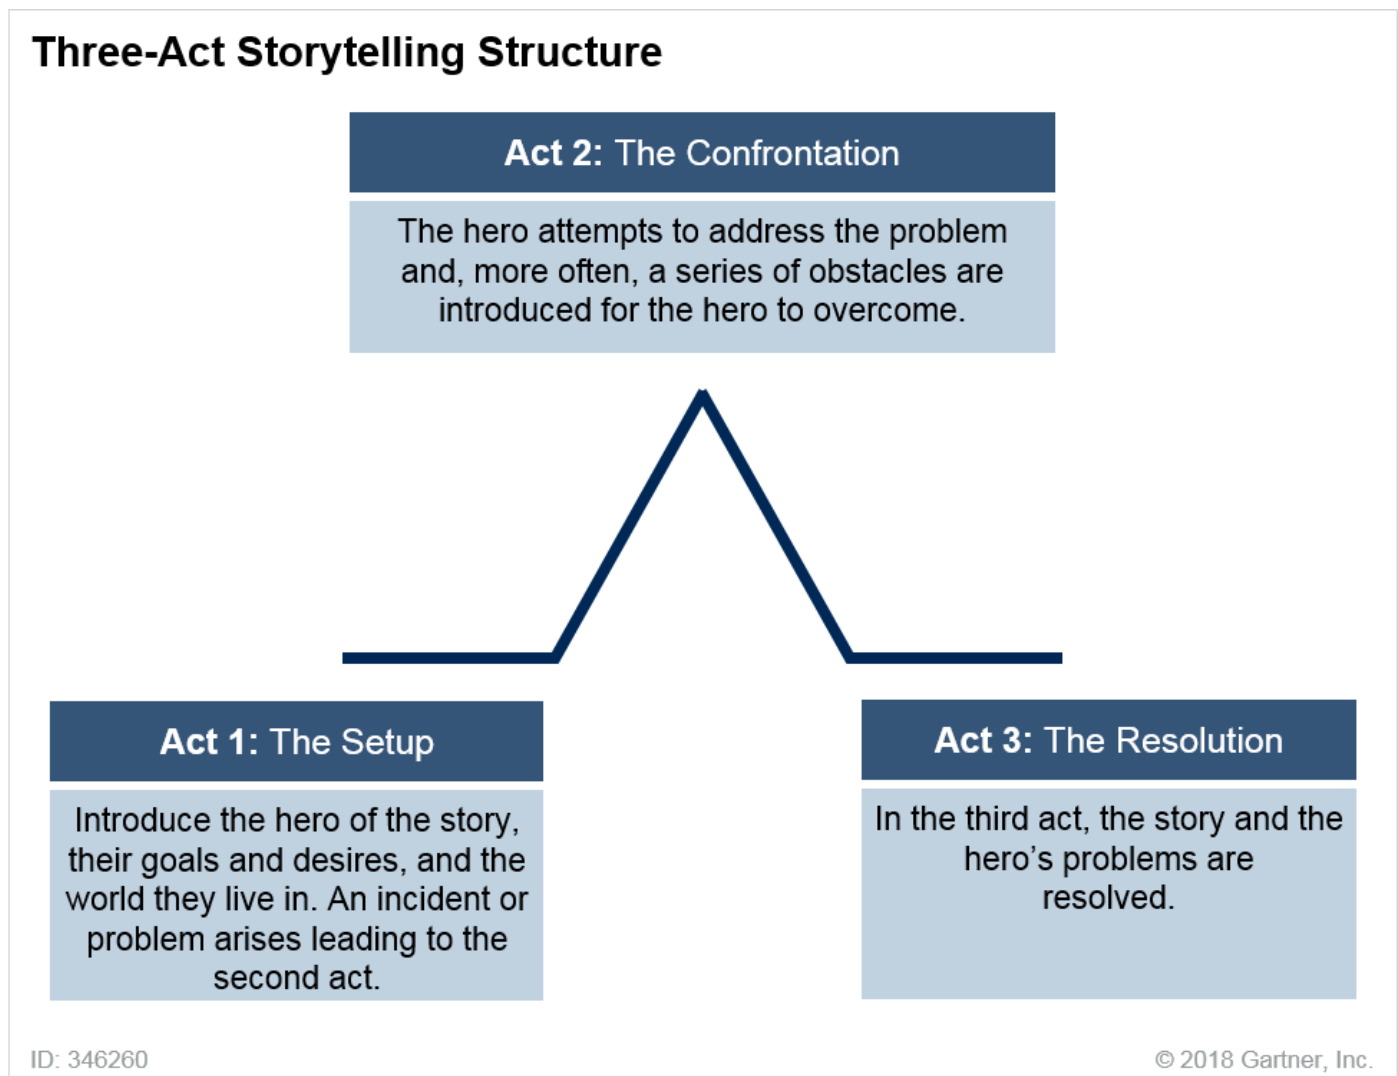 Three-Act Storytelling Structure
Act 2: The Confrontation
The hero attempts to address the problem
and, more often, a series of obstacles are
introduced for the hero to overcome.
Act 1: The Setup
Introduce the hero of the story,
their goals and desires, and the
world they live in. An incident or
problem arises leading to the
second act.
Act 3: The Resolution
In the third act, the story and the
hero’s problems are
resolved.
ID: 346260
© 2018 Gartner, Inc.